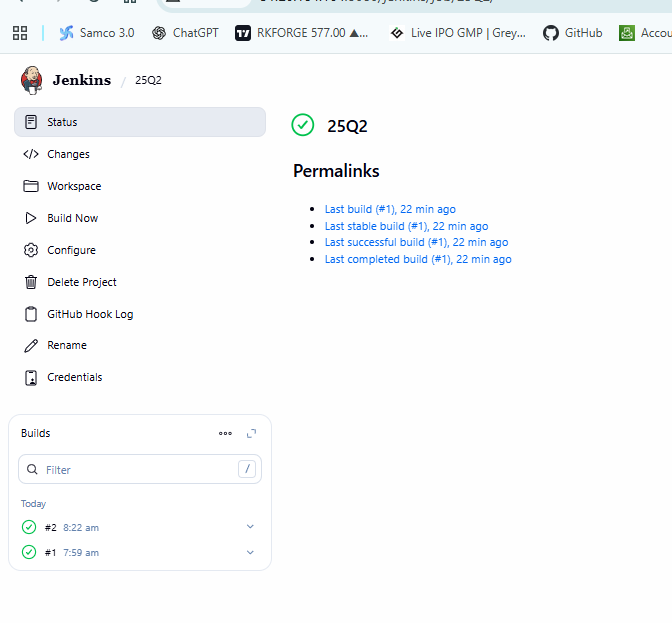 Samco 3.0 ChatGPT RKFORGE 577.00 ▲... Live IPO GMP | Grey... GitHub Accou
Jenkins / 25Q2
Status
Changes
Workspace
Build Now
Configure
Delete Project
GitHub Hook Log
Rename
Credentials
Builds
Filter /
Today
#2 8:22 am
#1 7:59 am
25Q2
Permalinks
Last build (#1), 22 min ago
Last stable build (#1), 22 min ago
Last successful build (#1), 22 min ago
Last completed build (#1), 22 min ago